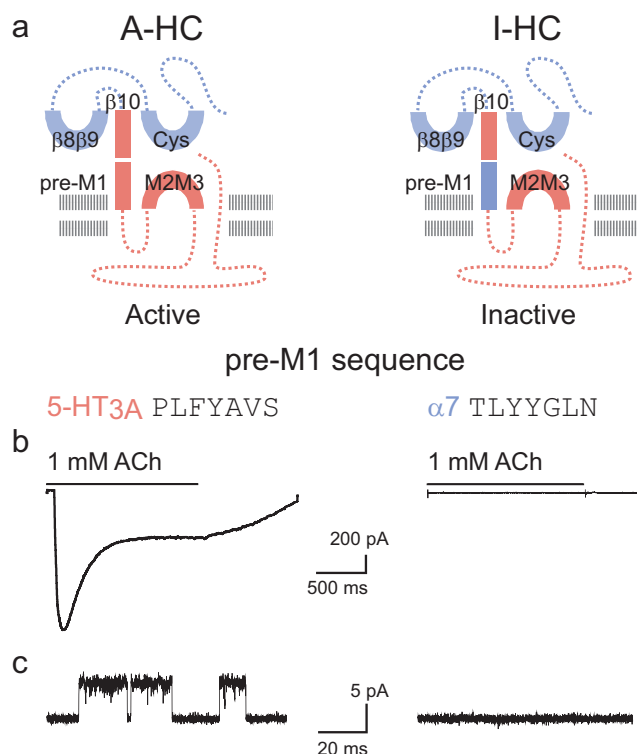 a
A-HC
I-HC
β10
β8β9
Cys
pre-M1
M2M3
β10
β8β9
Cys
pre-M1
M2M3
Active
Inactive
pre-M1 sequence
5-HT3A PLFYAVS
α7 TLYYGLN
b
1 mM ACh
1 mM ACh
200 pA
500 ms
c
5 pA
20 ms